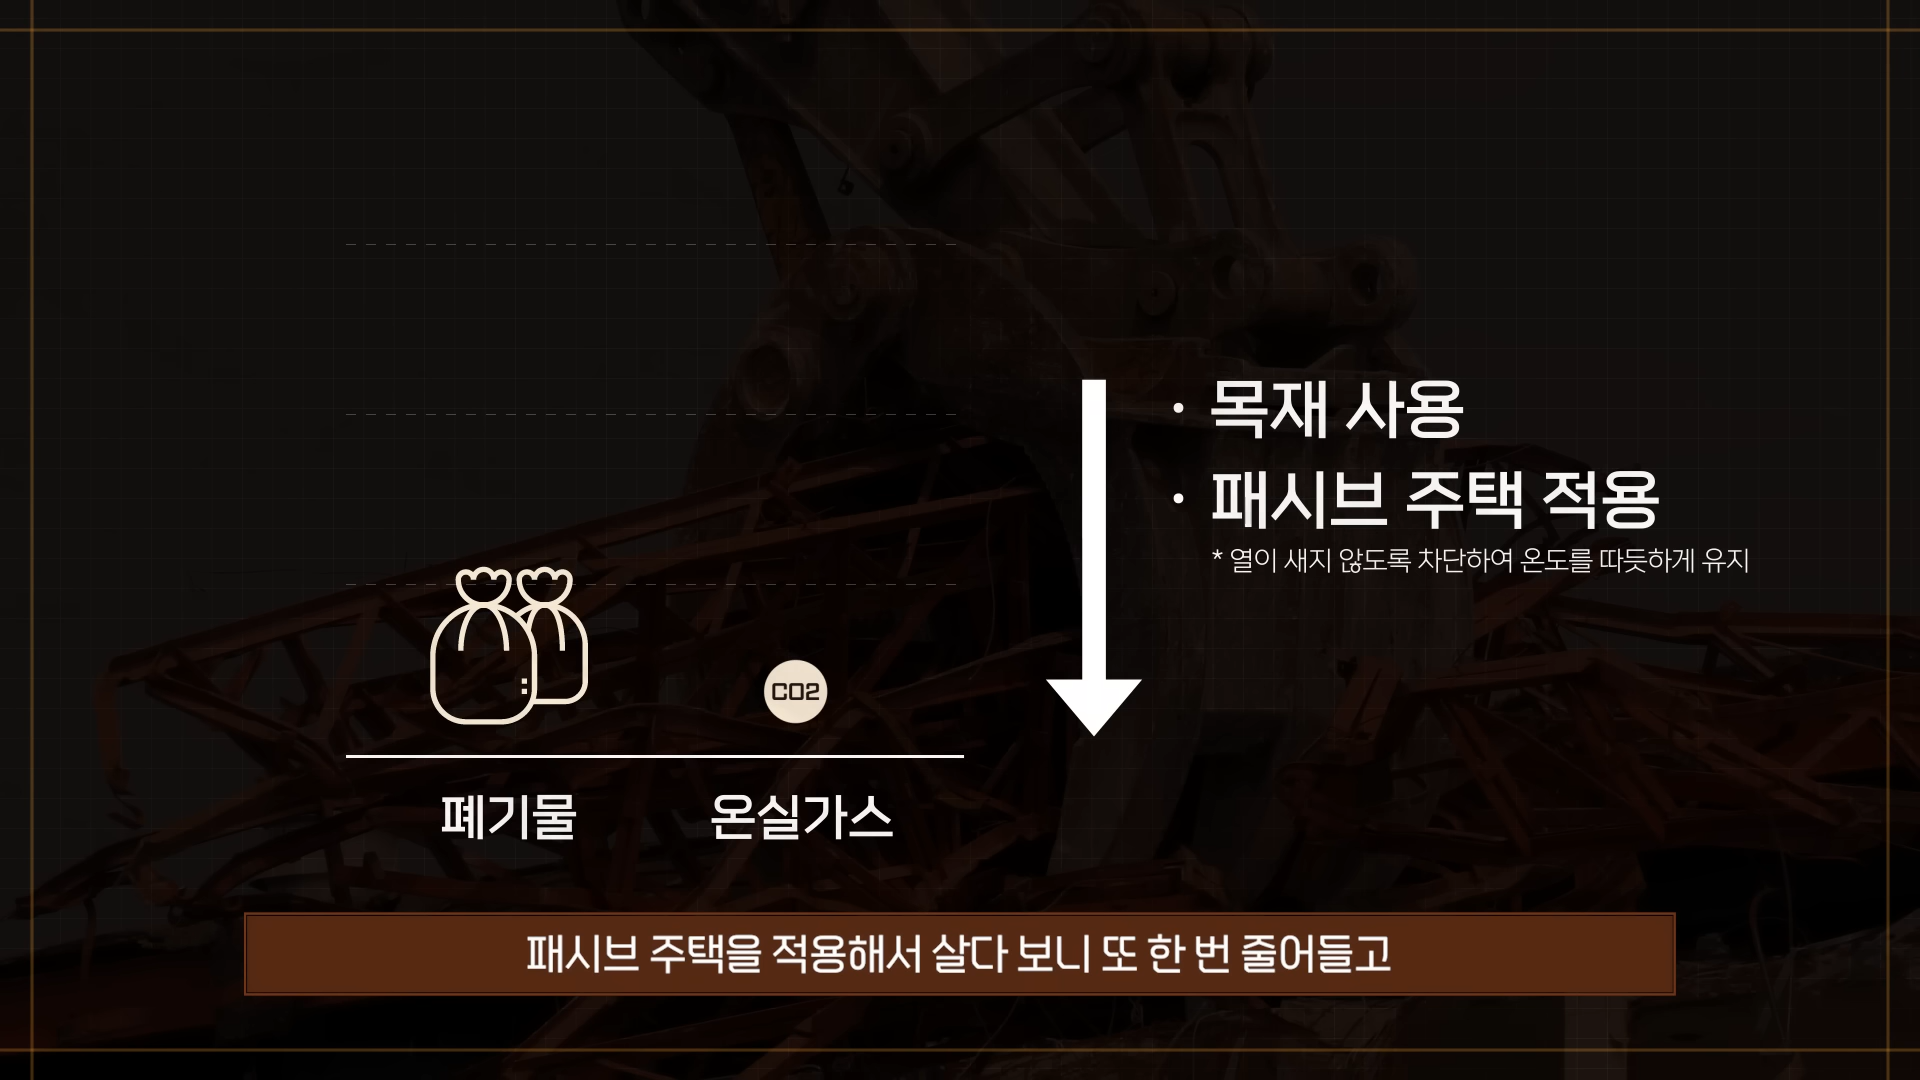 · 목재 사용
· 패시브 주택 적용
* 열이 새지 않도록 차단하여 온도를 따듯하게 유지
CO2
폐기물
온실가스
패시브 주택을 적용해서 살다 보니 또 한 번 줄어들고